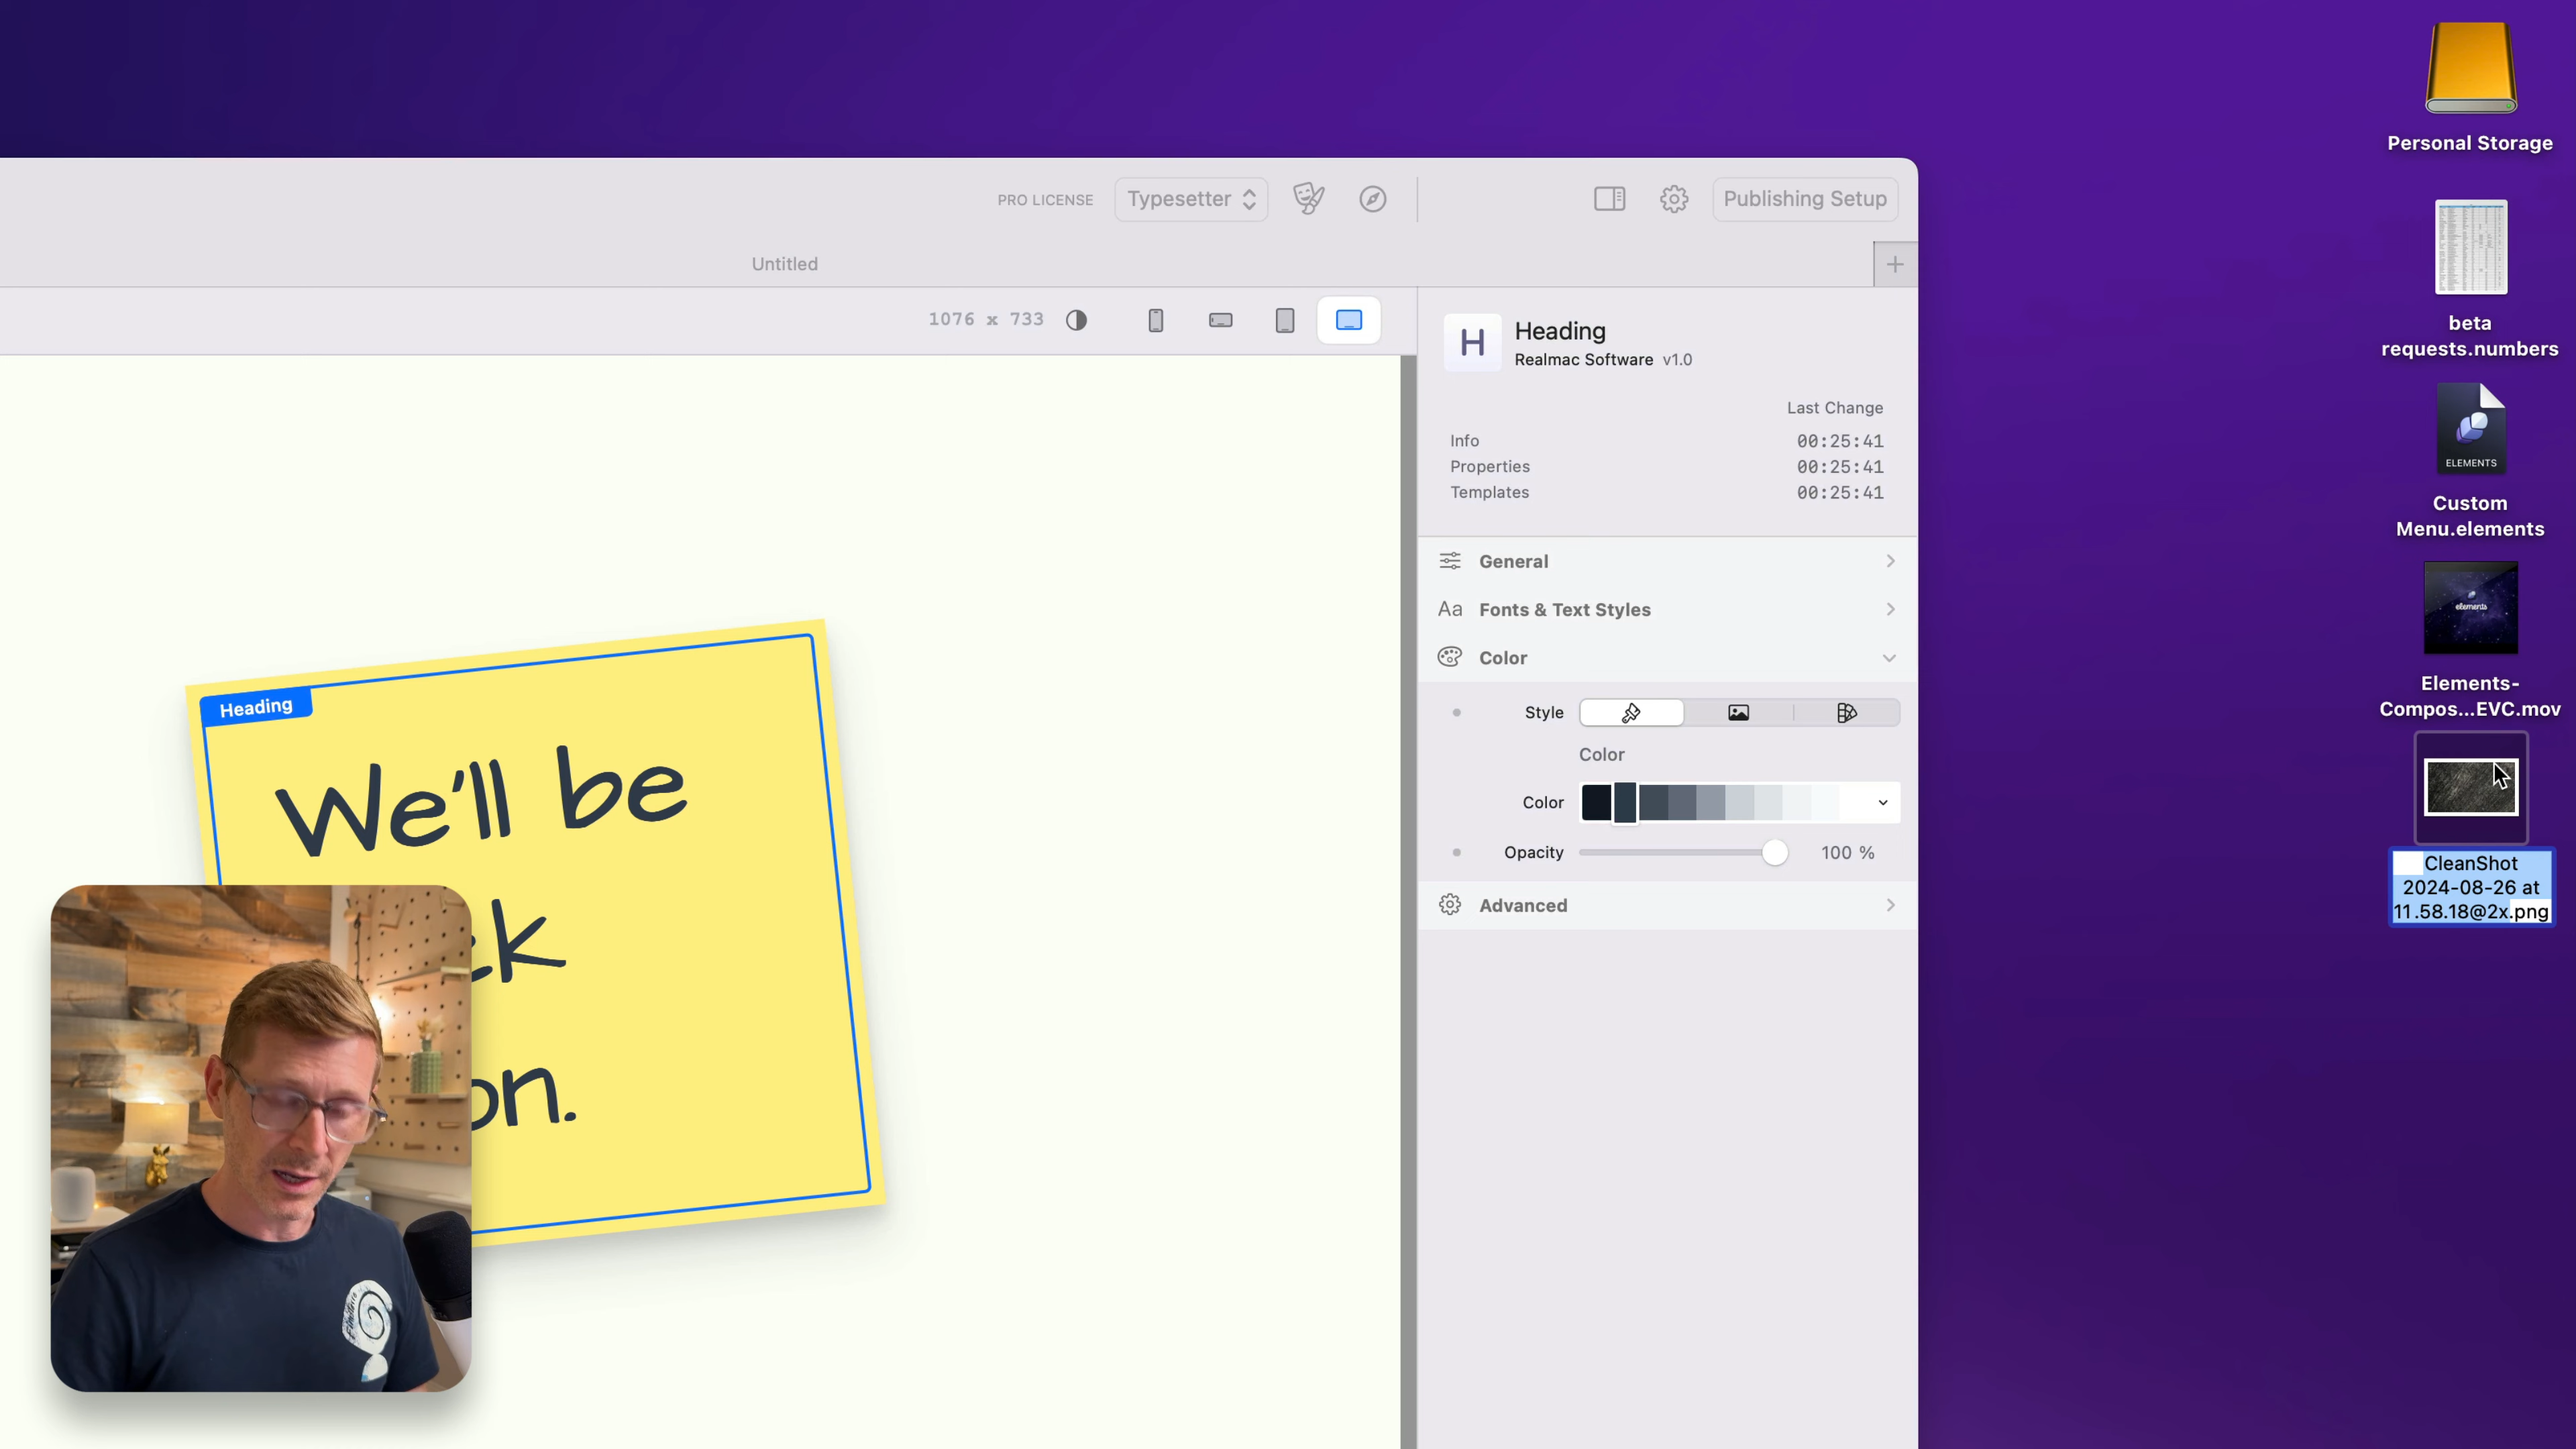 PRO LICENSE
Typesetter
Publishing Setup
Untitled
1076 x 733
H
Heading
Realmac Software v1.0
Last Change
Info 00:25:41
Properties 00:25:41
Templates 00:25:41
General
Aa Fonts & Text Styles
Color
Style
Color
Color
Opacity 100 %
Advanced
Heading
We'll be
on.
Personal Storage
beta
requests.numbers
ELEMENTS
Custom
Menu.elements
elements
Elements-
Compos...EVC.mov
CleanShot
2024-08-26 at
11.58.18@2x.png